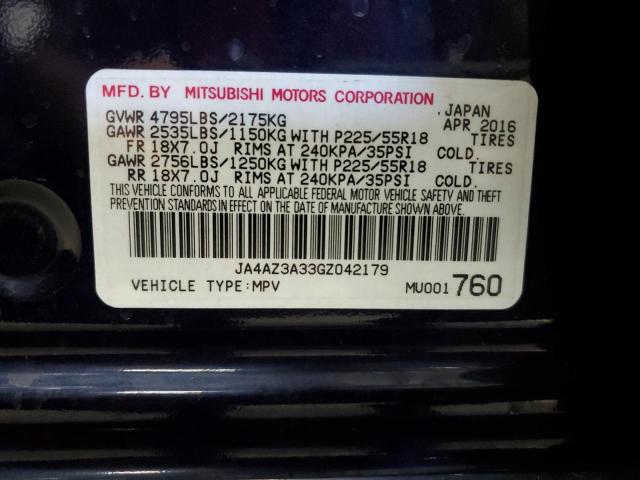 MFD. BY MITSUBISHI MOTORS CORPORATION
GVWR 4795LBS/2175KG JAPAN
GAWR 2535LBS/1150KG WITH P225/55R18 APR 2016
FR 18X7.0J RIMS AT 240KPA/35PSI TIRES COLD.
GAWR 2756LBS/1250KG WITH P225/55R18 TIRES
RR 18X7.0J RIMS AT 240KPA/35PSI COLD.
THIS VEHICLE CONFORMS TO ALL APPLICABLE FEDERAL MOTOR VEHICLE SAFETY AND THEFT
PREVENTION STANDARDS IN EFFECT ON THE DATE OF MANUFACTURE SHOWN ABOVE.
JA4AZ3A33GZ042179
VEHICLE TYPE:MPV MU001 760